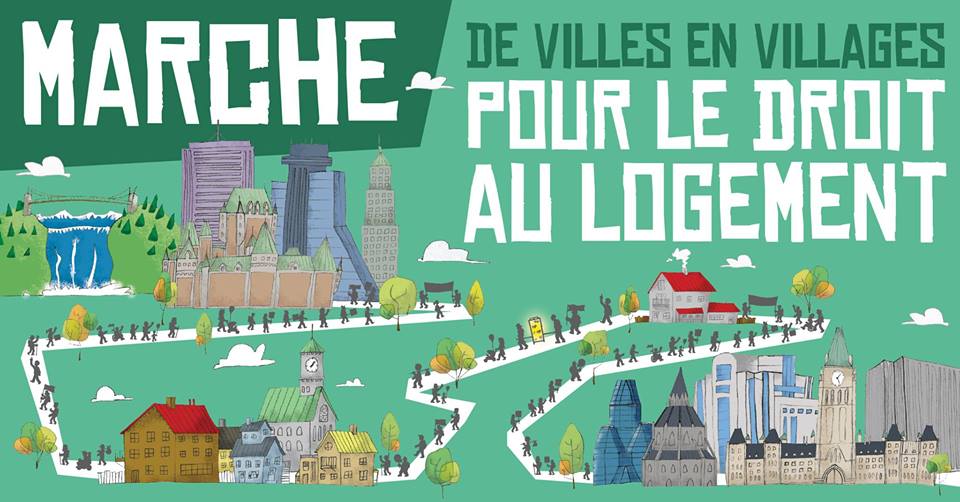 MARCHE
DE VILLES EN VILLAGES
POUR LE DROIT
AU LOGEMENT